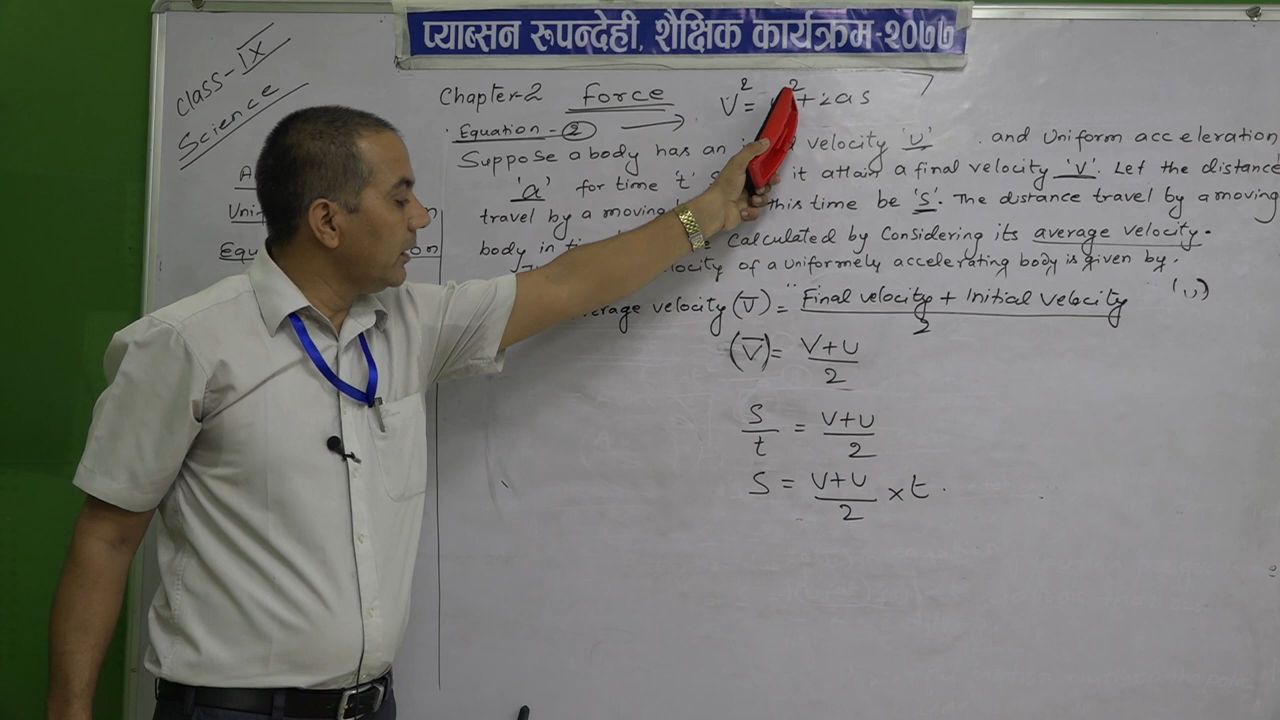 प्याब्सन रुपन्देही, शैक्षिक कार्यक्रम-२०७७
Class-IX
Science
Chapter-2 Force
V² = ² + 2as
Equation-② →
Suppose a body has an velocity 'u' and Uniform acceleration
'a' for time 't' it attain a final velocity 'V'. Let the distance
travel by a moving this time be 's'. The distance travel by a moving
body in calculated by Considering its average velocity.
of a Uniformely accelerating body is given by.
velocity (V̅) = Final velocity + Initial velocity / 2
(V̅) = V+U / 2
S / t = V+U / 2
S = V+U / 2 × t.